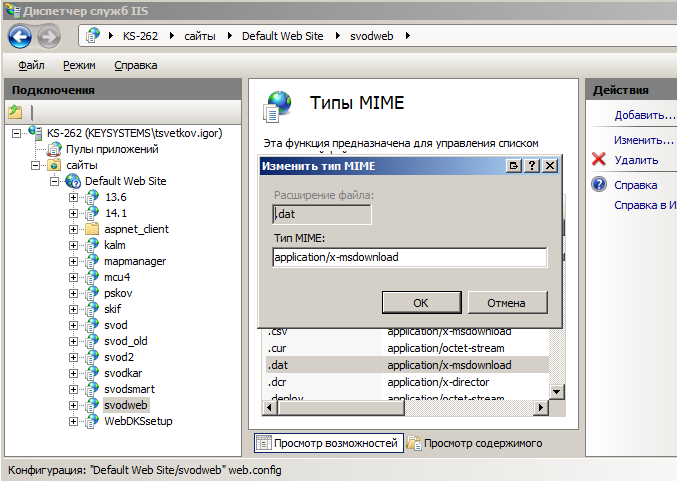 Диспетчер служб IIS
KS-262
сайты
Default Web Site
svodweb
Файл Режим Справка
Подключения
KS-262 (KEYSYSTEMS\tsvetkov.igor)
Пулы приложений
сайты
Default Web Site
13.6
14.1
aspnet_client
kalm
mapmanager
mcu4
pskov
skif
svod
svod_old
svod2
svodkar
svodsmart
svodweb
WebDKSsetup
Типы MIME
Эта функция предназначена для управления списком
Изменить тип MIME
Расширение файла:
.dat
Тип MIME:
application/x-msdownload
ОК Отмена
.csv application/x-msdownload
.cur application/octet-stream
.dat application/x-msdownload
.dcr application/x-director
.deploy application/octet-stream
Просмотр возможностей Просмотр содержимого
Действия
Добавить...
Изменить...
Удалить
Справка
Справка в И
Конфигурация: "Default Web Site/svodweb" web.config